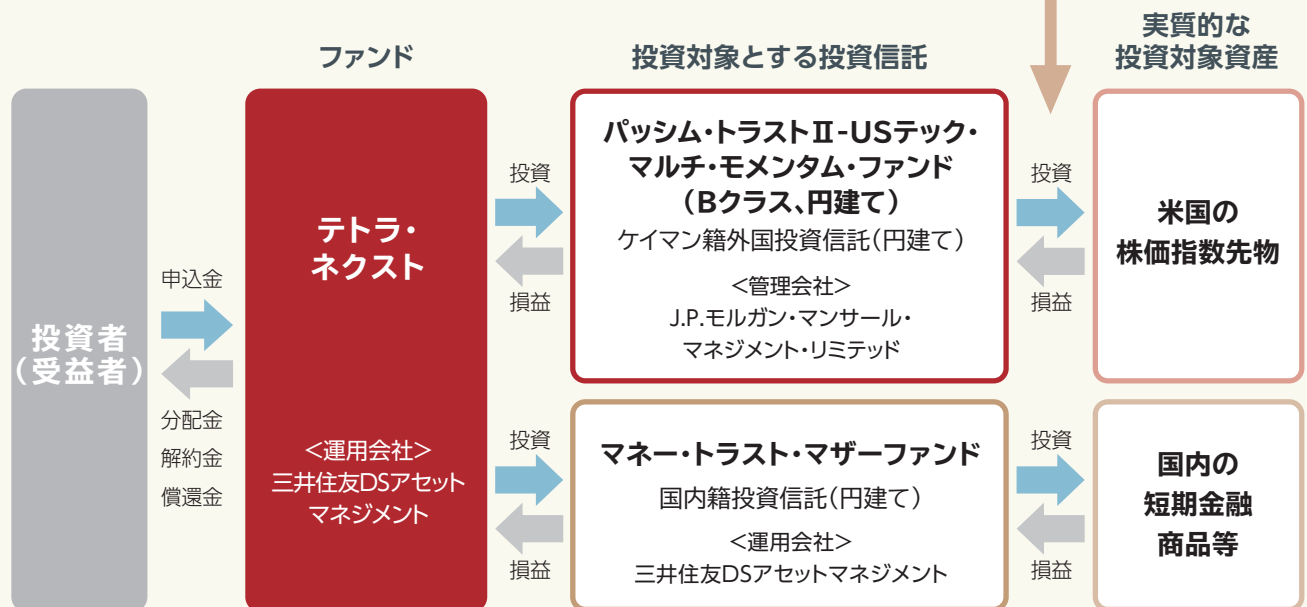 ファンド
投資対象とする投資信託
実質的な
投資対象資産
投資者
(受益者)
申込金
分配金
解約金
償還金
テトラ・
ネクスト
<運用会社>
三井住友DSアセット
マネジメント
投資
損益
パッシム・トラストⅡ-USテック・
マルチ・モメンタム・ファンド
(Bクラス、円建て)
ケイマン籍外国投資信託(円建て)
<管理会社>
J.P.モルガン・マンサール・
マネジメント・リミテッド
投資
損益
米国の
株価指数先物
投資
損益
マネー・トラスト・マザーファンド
国内籍投資信託(円建て)
<運用会社>
三井住友DSアセットマネジメント
投資
損益
国内の
短期金融
商品等